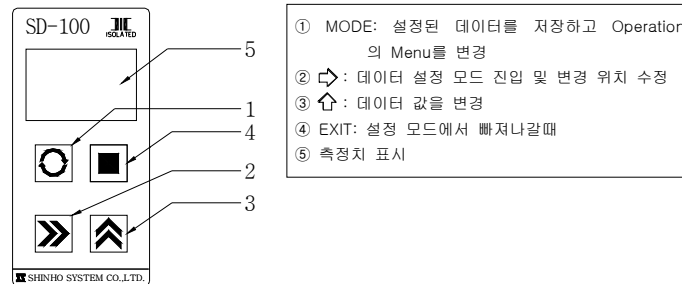 SD-100
ISOLATED
5
1
4
2
3
SHINHO SYSTEM CO.,LTD.
① MODE: 설정된 데이터를 저장하고 Operation
의 Menu를 변경
② ⇨ : 데이터 설정 모드 진입 및 변경 위치 수정
③ ⇧ : 데이터 값을 변경
④ EXIT: 설정 모드에서 빠져나갈때
⑤ 측정치 표시